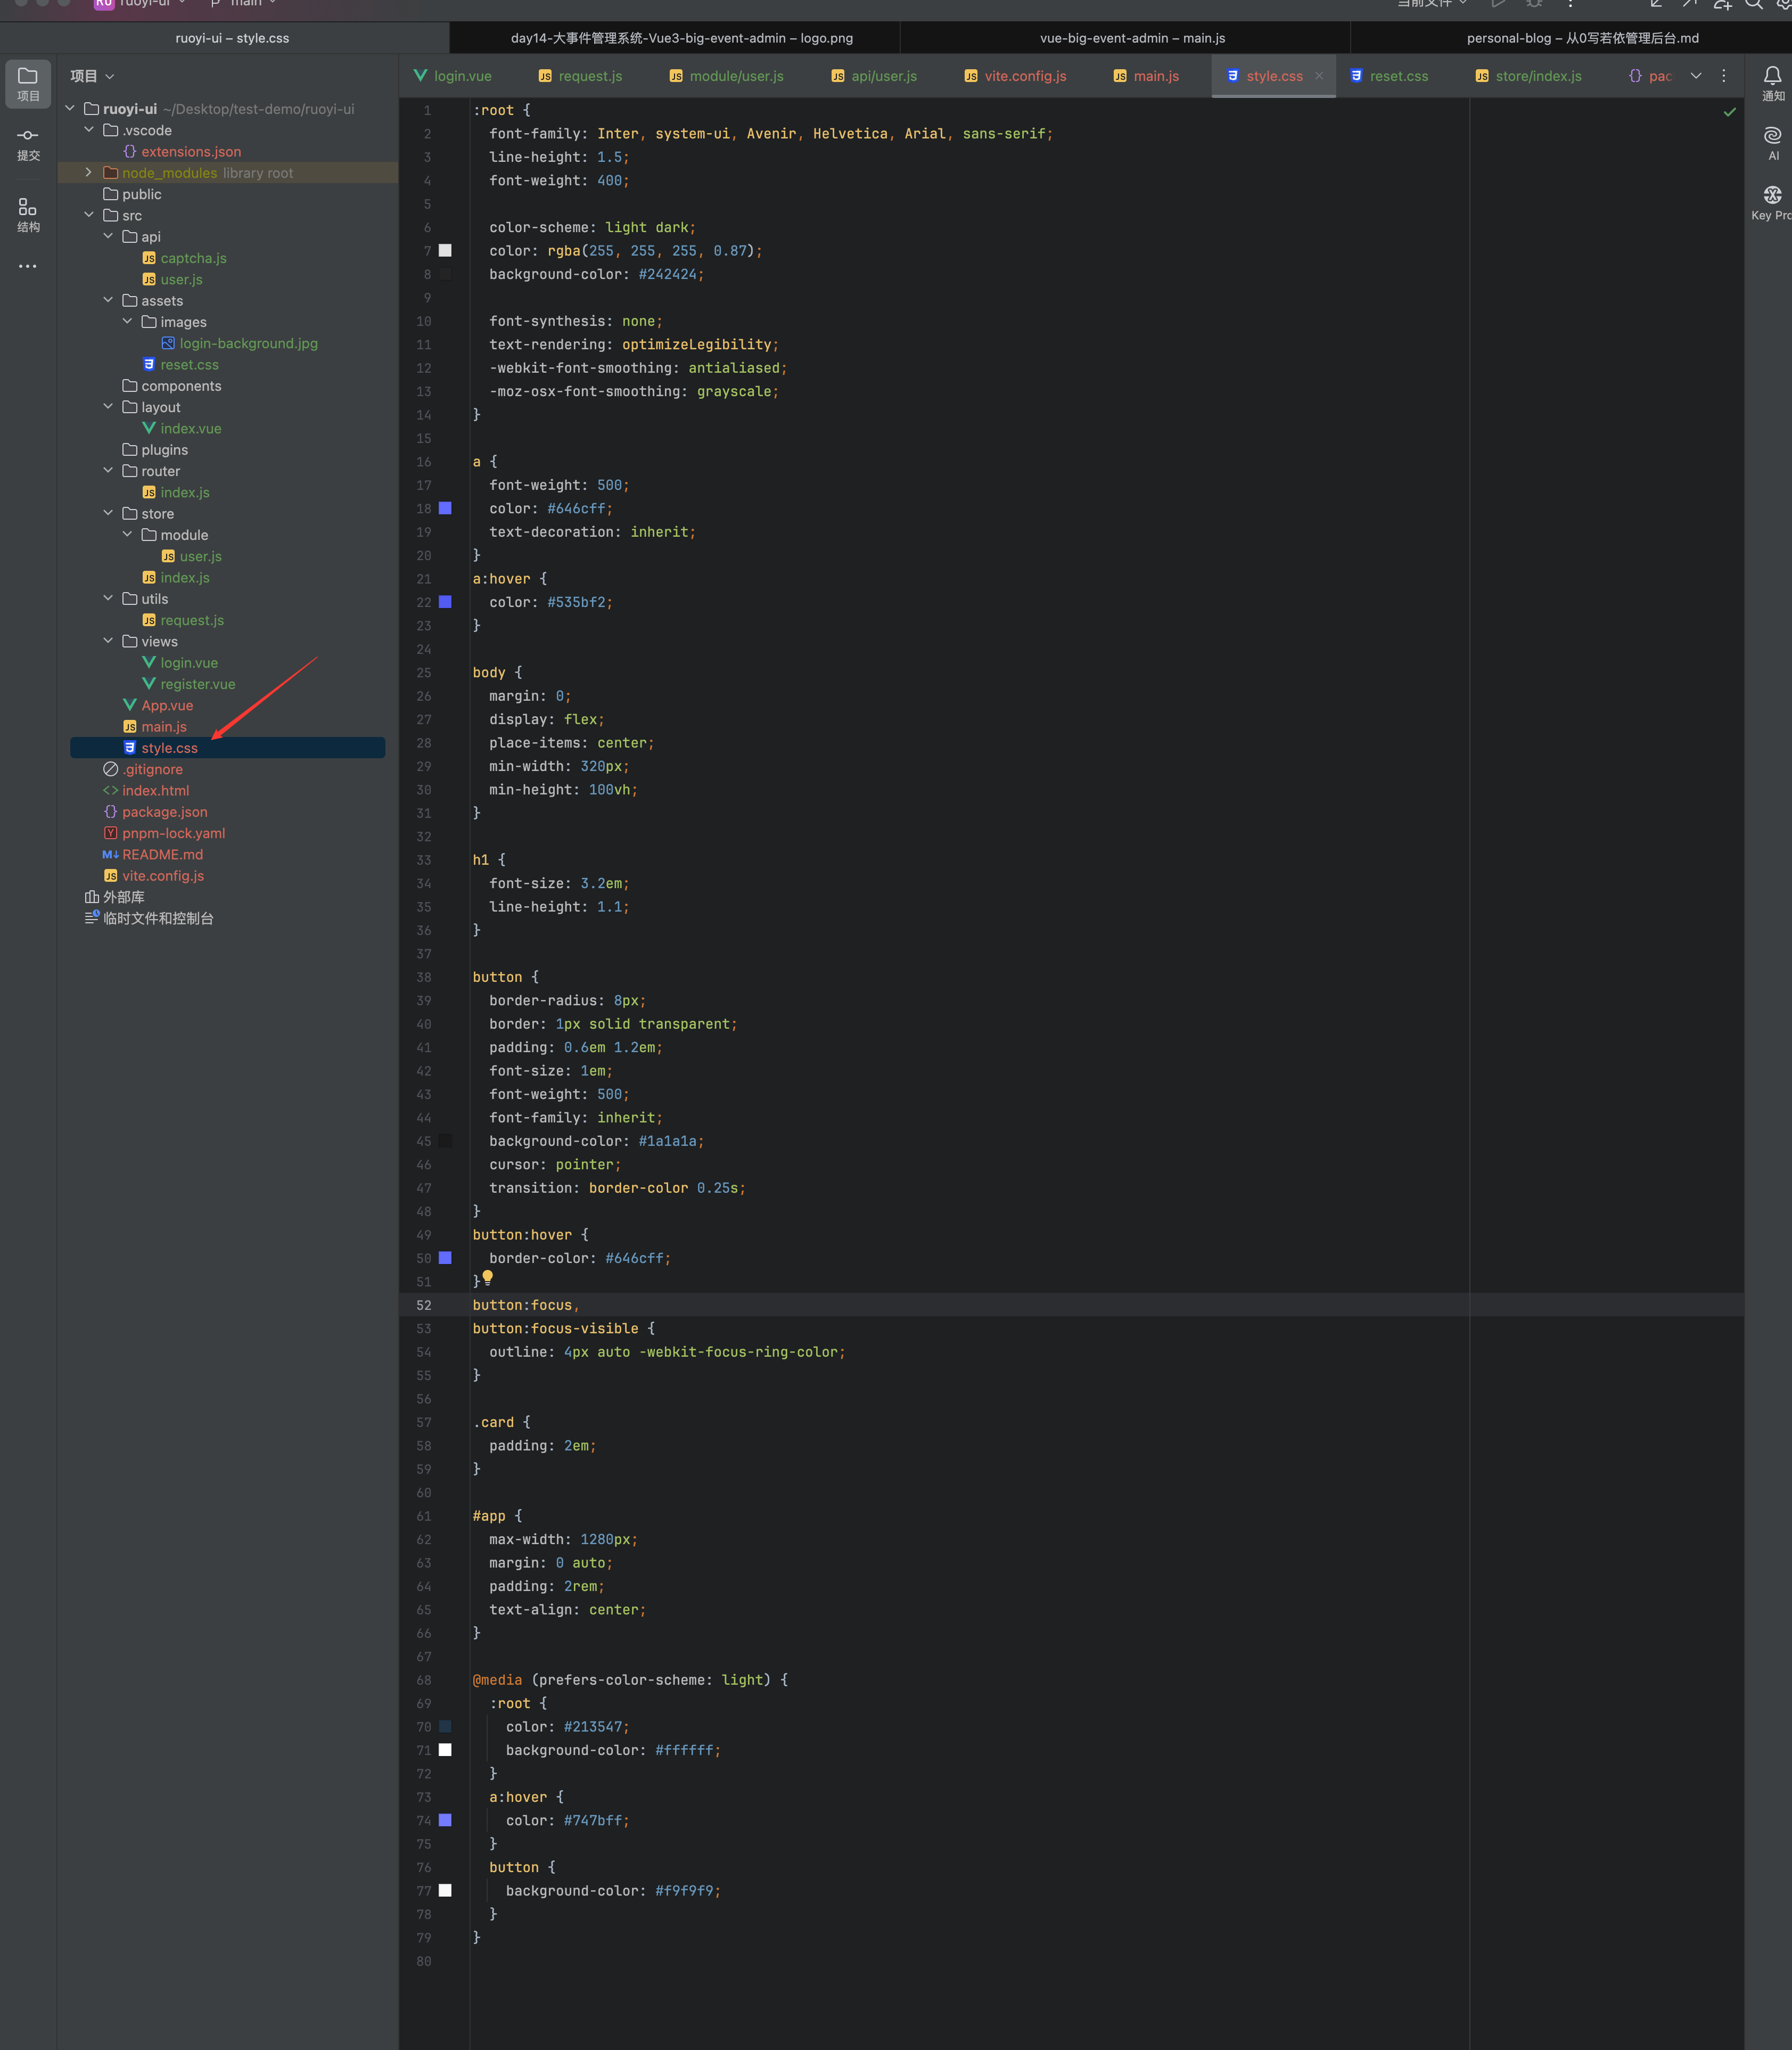 RU ruoyi-ui main 当前文件
ruoyi-ui – style.css
day14-大事件管理系统-Vue3-big-event-admin – logo.png
vue-big-event-admin – main.js
personal-blog – 从0写若依管理后台.md
项目
提交
结构
项目
ruoyi-ui ~/Desktop/test-demo/ruoyi-ui
.vscode
extensions.json
node_modules library root
public
src
api
captcha.js
user.js
assets
images
login-background.jpg
reset.css
components
layout
index.vue
plugins
router
index.js
store
module
user.js
index.js
utils
request.js
views
login.vue
register.vue
App.vue
main.js
style.css
.gitignore
index.html
package.json
pnpm-lock.yaml
README.md
vite.config.js
外部库
临时文件和控制台
login.vue request.js module/user.js api/user.js vite.config.js main.js style.css reset.css store/index.js pac
1 :root {
2 font-family: Inter, system-ui, Avenir, Helvetica, Arial, sans-serif;
3 line-height: 1.5;
4 font-weight: 400;
5
6 color-scheme: light dark;
7 color: rgba(255, 255, 255, 0.87);
8 background-color: #242424;
9
10 font-synthesis: none;
11 text-rendering: optimizeLegibility;
12 -webkit-font-smoothing: antialiased;
13 -moz-osx-font-smoothing: grayscale;
14 }
15
16 a {
17 font-weight: 500;
18 color: #646cff;
19 text-decoration: inherit;
20 }
21 a:hover {
22 color: #535bf2;
23 }
24
25 body {
26 margin: 0;
27 display: flex;
28 place-items: center;
29 min-width: 320px;
30 min-height: 100vh;
31 }
32
33 h1 {
34 font-size: 3.2em;
35 line-height: 1.1;
36 }
37
38 button {
39 border-radius: 8px;
40 border: 1px solid transparent;
41 padding: 0.6em 1.2em;
42 font-size: 1em;
43 font-weight: 500;
44 font-family: inherit;
45 background-color: #1a1a1a;
46 cursor: pointer;
47 transition: border-color 0.25s;
48 }
49 button:hover {
50 border-color: #646cff;
51 }
52 button:focus,
53 button:focus-visible {
54 outline: 4px auto -webkit-focus-ring-color;
55 }
56
57 .card {
58 padding: 2em;
59 }
60
61 #app {
62 max-width: 1280px;
63 margin: 0 auto;
64 padding: 2rem;
65 text-align: center;
66 }
67
68 @media (prefers-color-scheme: light) {
69 :root {
70 color: #213547;
71 background-color: #ffffff;
72 }
73 a:hover {
74 color: #747bff;
75 }
76 button {
77 background-color: #f9f9f9;
78 }
79 }
80
通知
AI
Key Pro